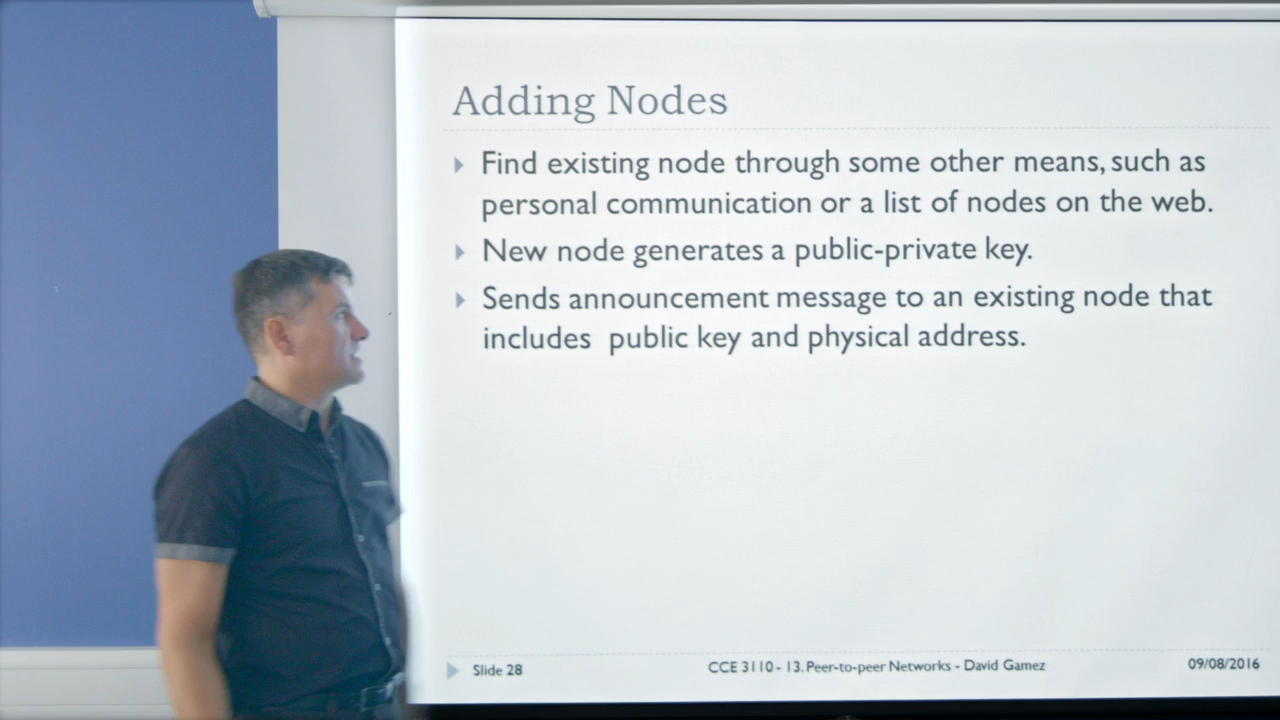 Adding Nodes
Find existing node through some other means, such as
personal communication or a list of nodes on the web.
New node generates a public-private key.
Sends announcement message to an existing node that
includes public key and physical address.
Slide 28
CCE 3110 - 13. Peer-to-peer Networks - David Gamez
09/08/2016